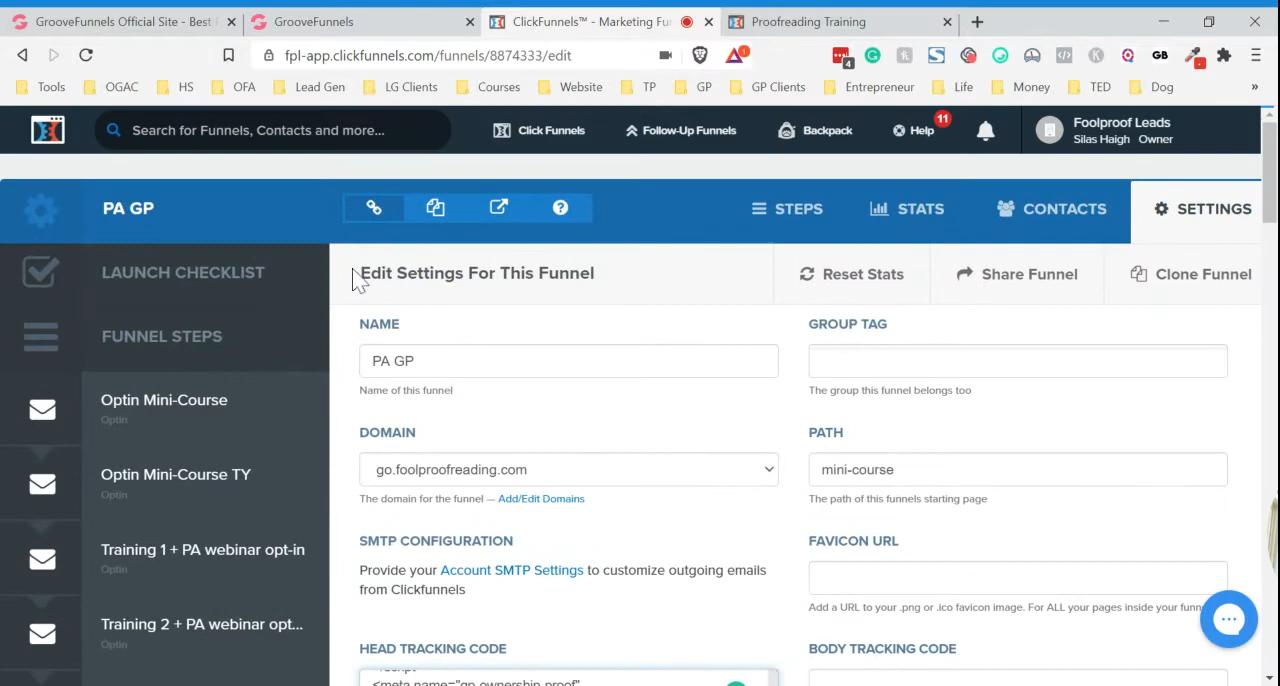 GrooveFunnels Official Site - Best F
GrooveFunnels
ClickFunnels™ - Marketing Fu
Proofreading Training
fpl-app.clickfunnels.com/funnels/8874333/edit
4
GB
1
Tools
OGAC
HS
OFA
Lead Gen
LG Clients
Courses
Website
TP
GP
GP Clients
Entrepreneur
Life
Money
TED
Dog
»
Search for Funnels, Contacts and more...
Click Funnels
Follow-Up Funnels
Backpack
Help
11
Foolproof Leads
Silas Haigh Owner
PA GP
STEPS
STATS
CONTACTS
SETTINGS
LAUNCH CHECKLIST
FUNNEL STEPS
Optin Mini-Course
Optin
Optin Mini-Course TY
Optin
Training 1 + PA webinar opt-in
Optin
Training 2 + PA webinar opt...
Optin
Edit Settings For This Funnel
Reset Stats
Share Funnel
Clone Funnel
NAME
PA GP
Name of this funnel
GROUP TAG
The group this funnel belongs too
DOMAIN
go.foolproofreading.com
The domain for the funnel — Add/Edit Domains
PATH
mini-course
The path of this funnels starting page
SMTP CONFIGURATION
Provide your Account SMTP Settings to customize outgoing emails
from Clickfunnels
FAVICON URL
Add a URL to your .png or .ico favicon image. For ALL your pages inside your funn
HEAD TRACKING CODE
<meta name="gp-ownership-proof"
BODY TRACKING CODE